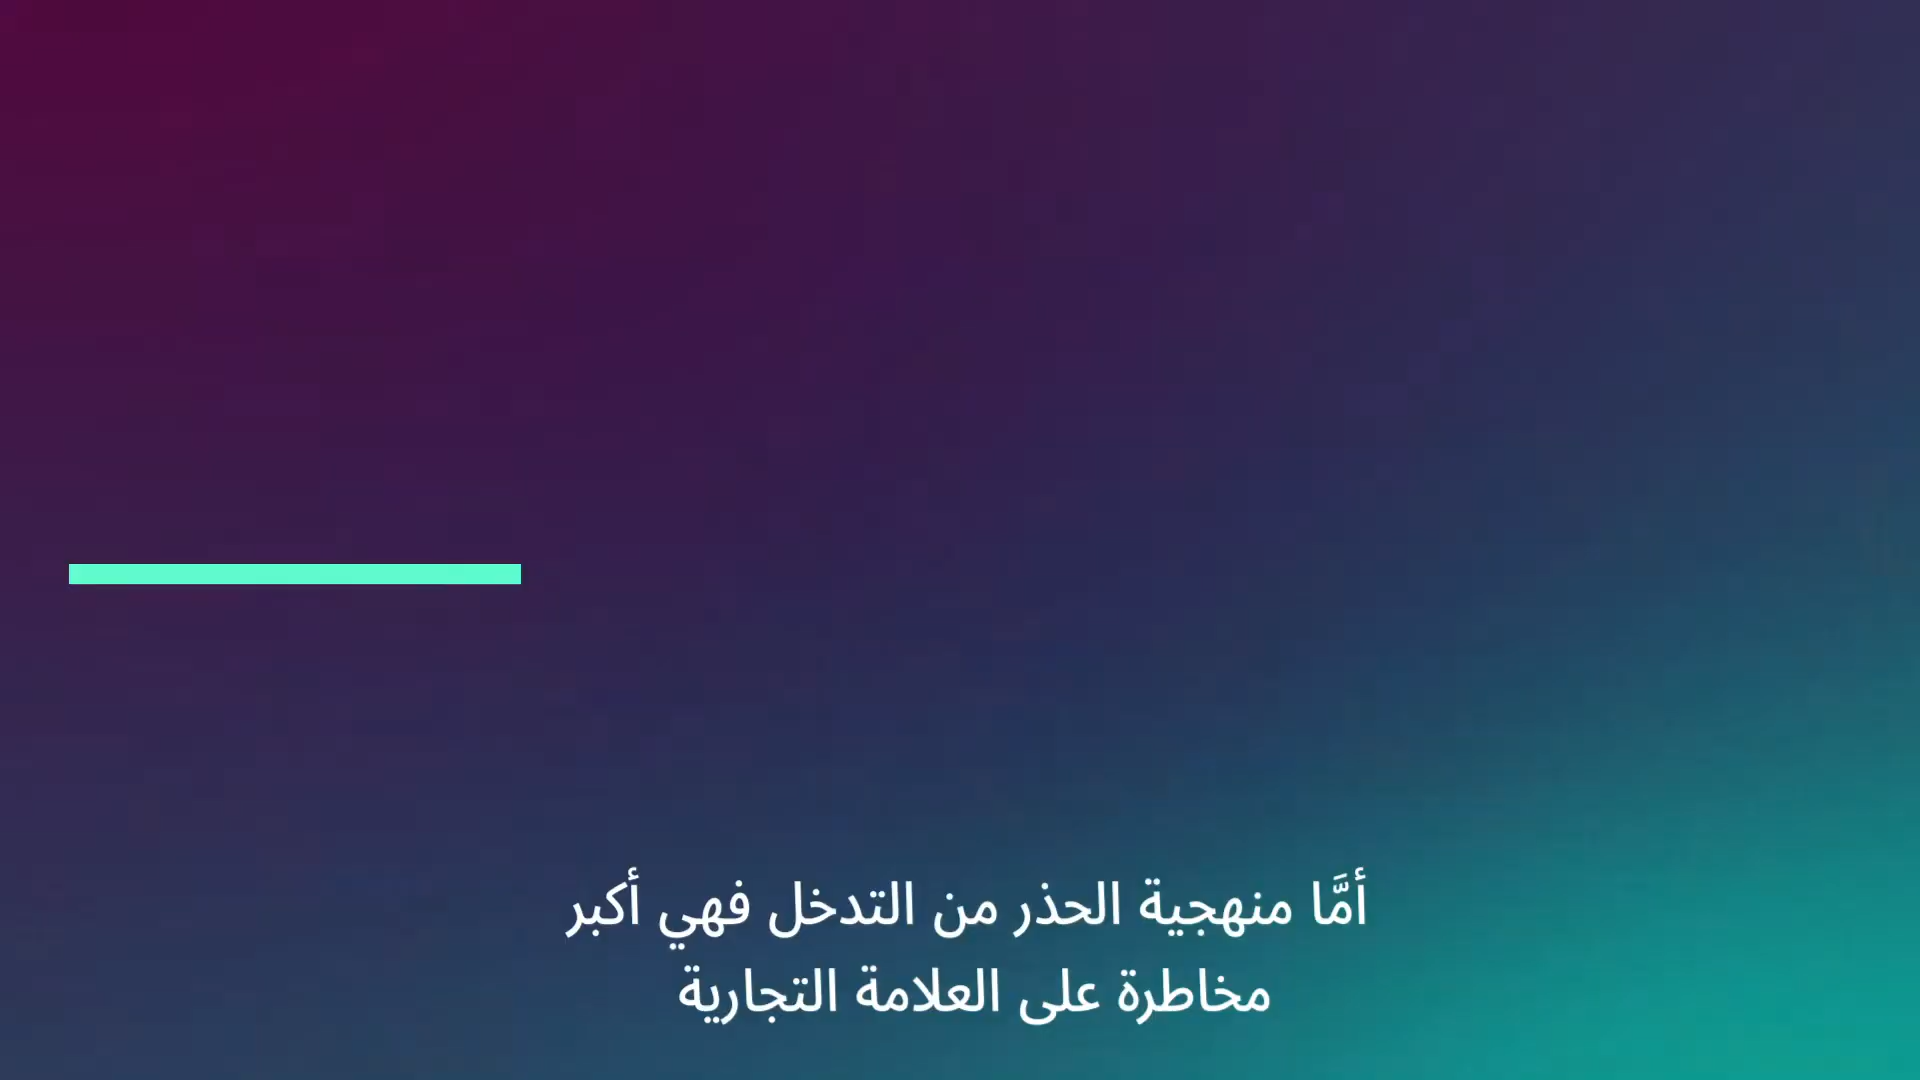 أمَّا منهجية الحذر من التدخل فهي أكبر
مخاطرة على العلامة التجارية